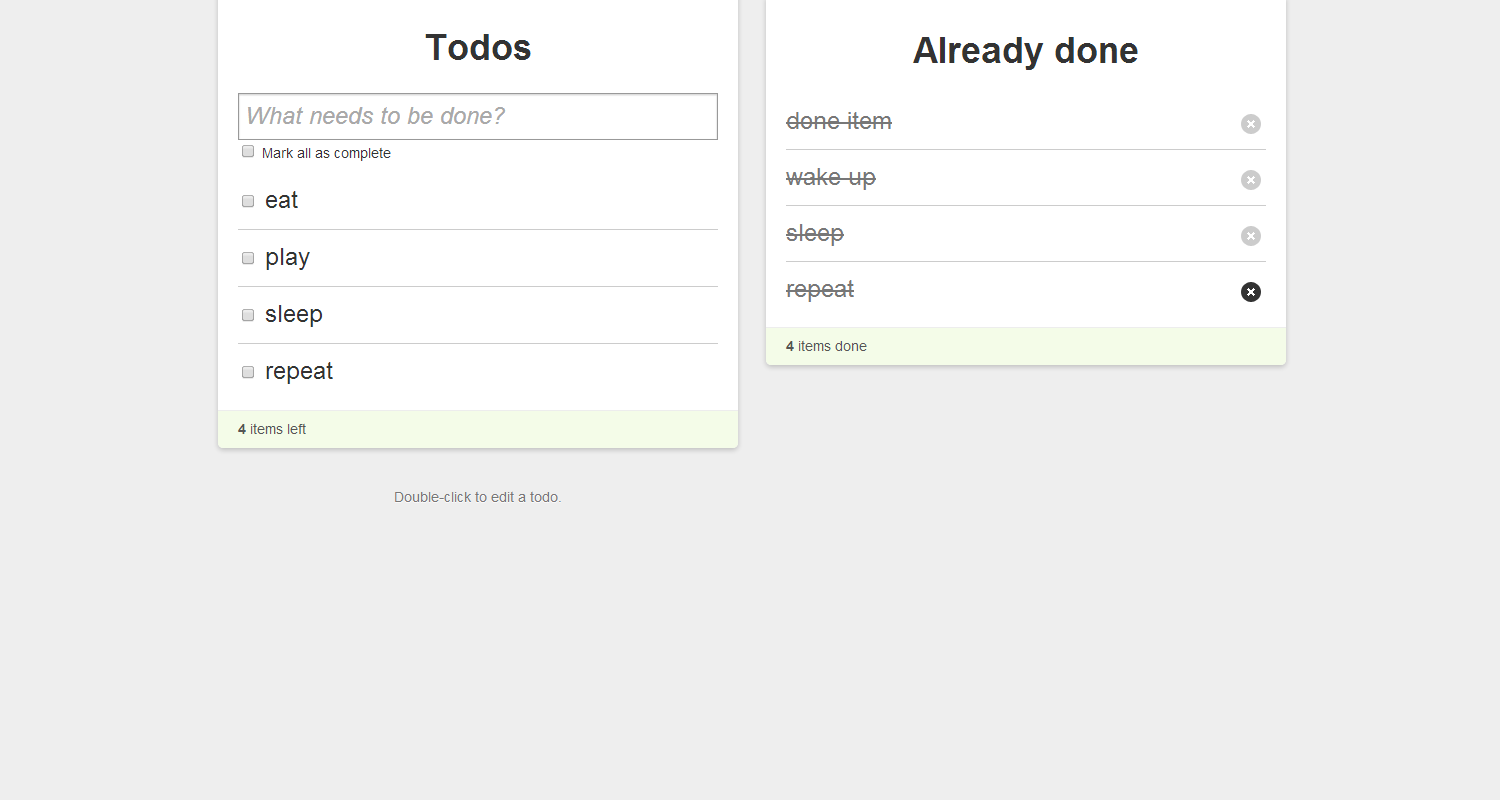 Todos
What needs to be done?
Mark all as complete
eat
play
sleep
repeat
4 items left
Double-click to edit a todo.
Already done
done item
wake up
sleep
repeat
4 items done